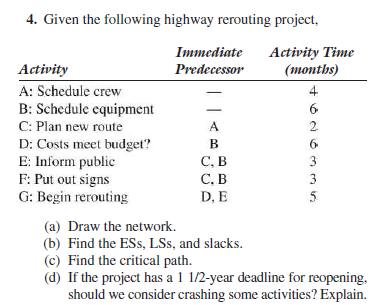 4. Given the following highway rerouting project,
Immediate Activity Time
Activity Predecessor (months)
A: Schedule crew — 4
B: Schedule equipment — 6
C: Plan new route A 2
D: Costs meet budget? B 6
E: Inform public C, B 3
F: Put out signs C, B 3
G: Begin rerouting D, E 5
(a) Draw the network.
(b) Find the ESs, LSs, and slacks.
(c) Find the critical path.
(d) If the project has a 1 1/2-year deadline for reopening,
should we consider crashing some activities? Explain.